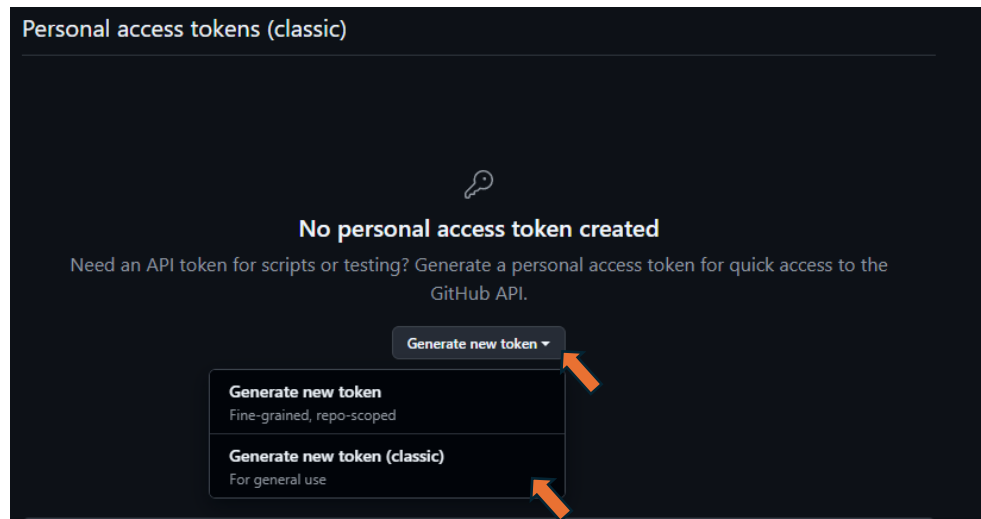 Personal access tokens (classic)
No personal access token created
Need an API token for scripts or testing? Generate a personal access token for quick access to the
GitHub API.
Generate new token
Generate new token
Fine-grained, repo-scoped
Generate new token (classic)
For general use